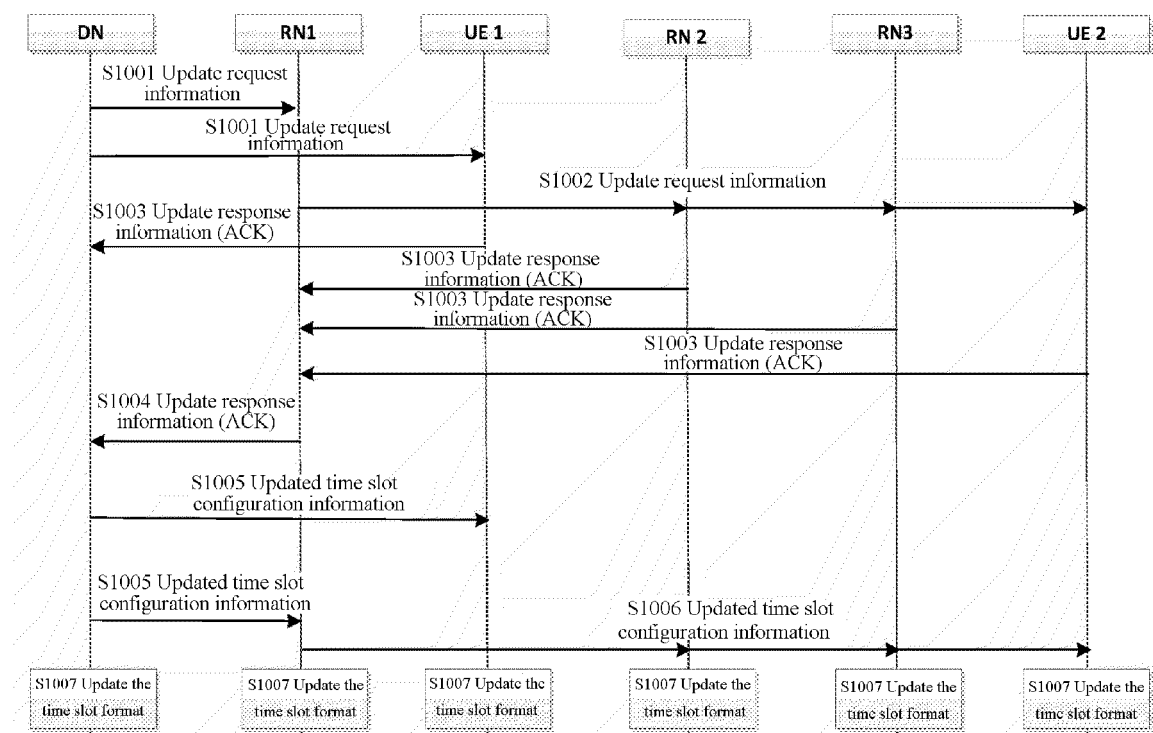 DN
RN1
UE 1
RN 2
RN3
UE 2
S1001 Update request
information
S1001 Update request
information
S1002 Update request information
S1003 Update response
information (ACK)
S1003 Update response
information (ACK)
S1003 Update response
information (ACK)
S1003 Update response
information (ACK)
S1004 Update response
information (ACK)
S1005 Updated time slot
configuration information
S1005 Updated time slot
configuration information
S1006 Updated time slot
configuration information
S1007 Update the
time slot format
S1007 Update the
time slot format
S1007 Update the
time slot format
S1007 Update the
time slot format
S1007 Update the
time slot format
S1007 Update the
time slot format